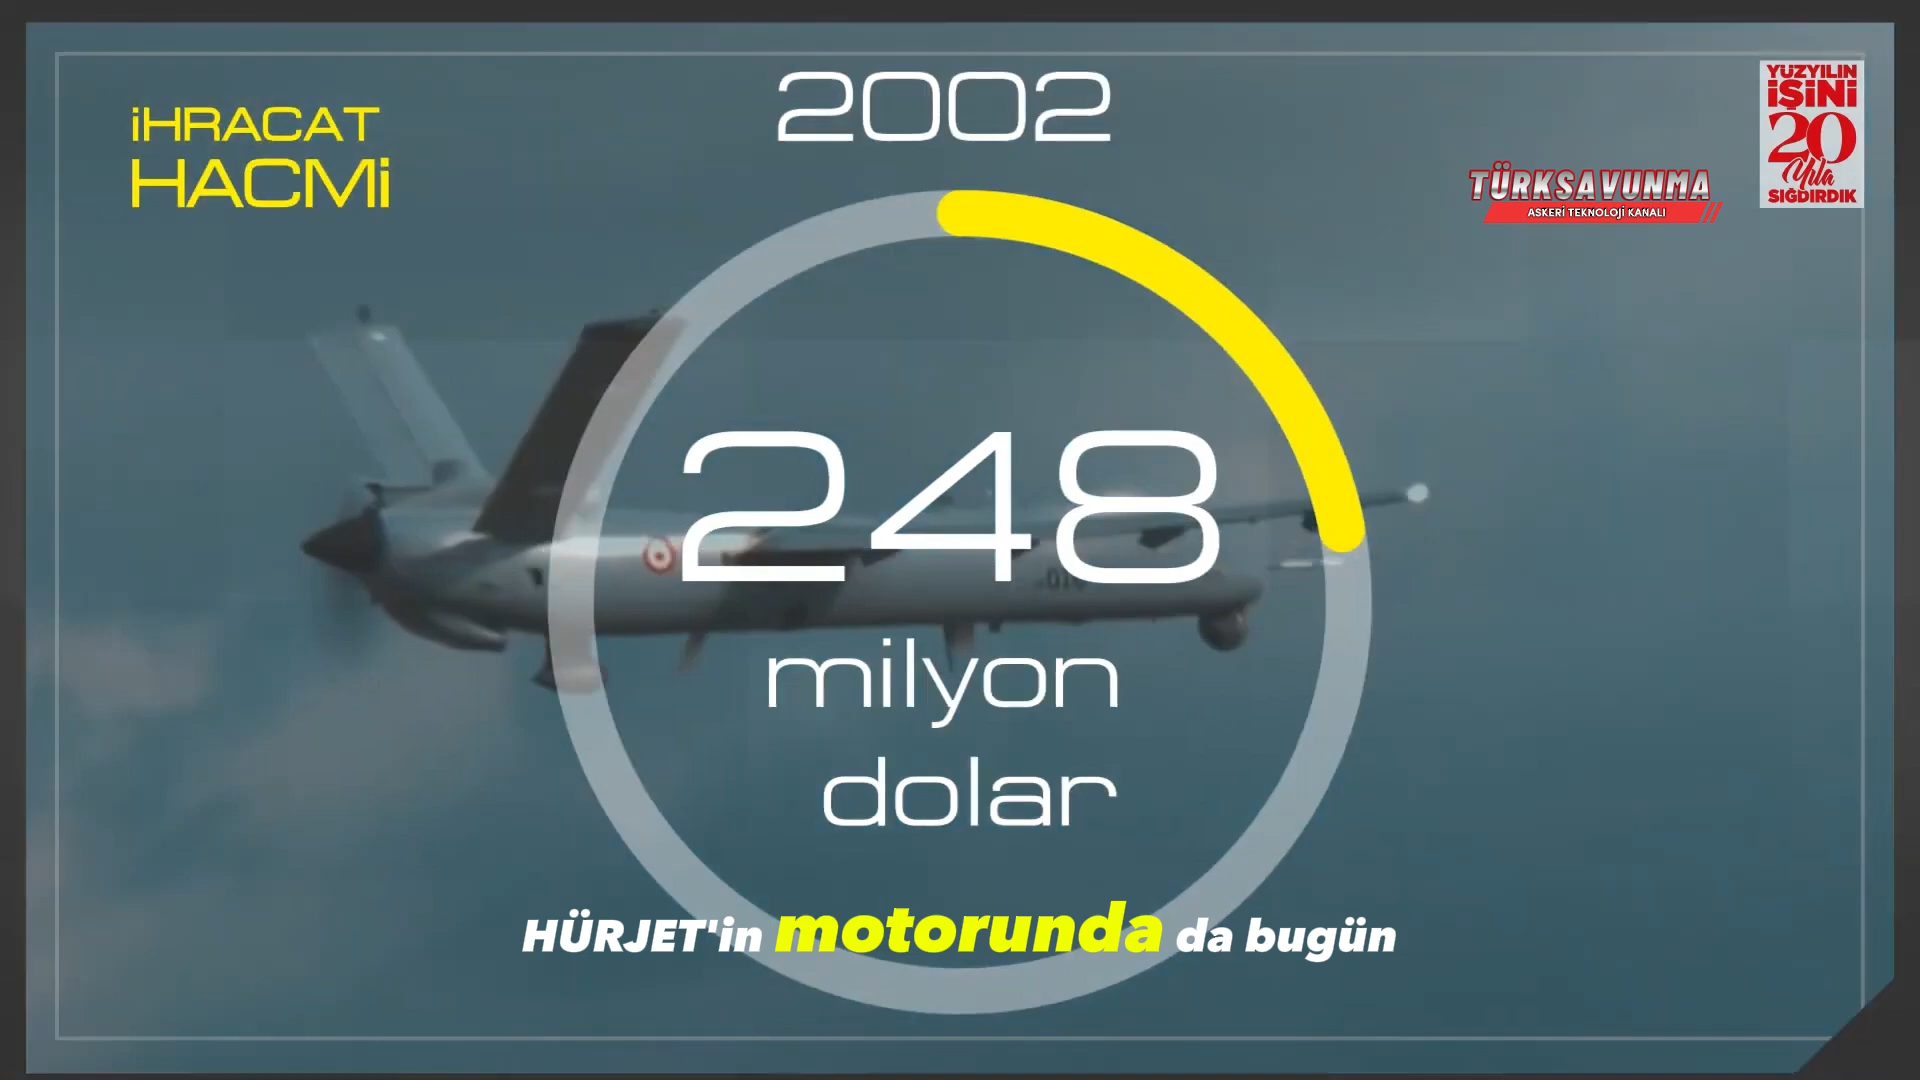 2002
İHRACAT
HACMİ
YÜZYILIN
İŞİNİ
20
Yıla
SIĞDIRDIK
TÜRKSAVUNMA
ASKERİ TEKNOLOJİ KANALI
248
milyon
dolar
HÜRJET'in motorunda da bugün